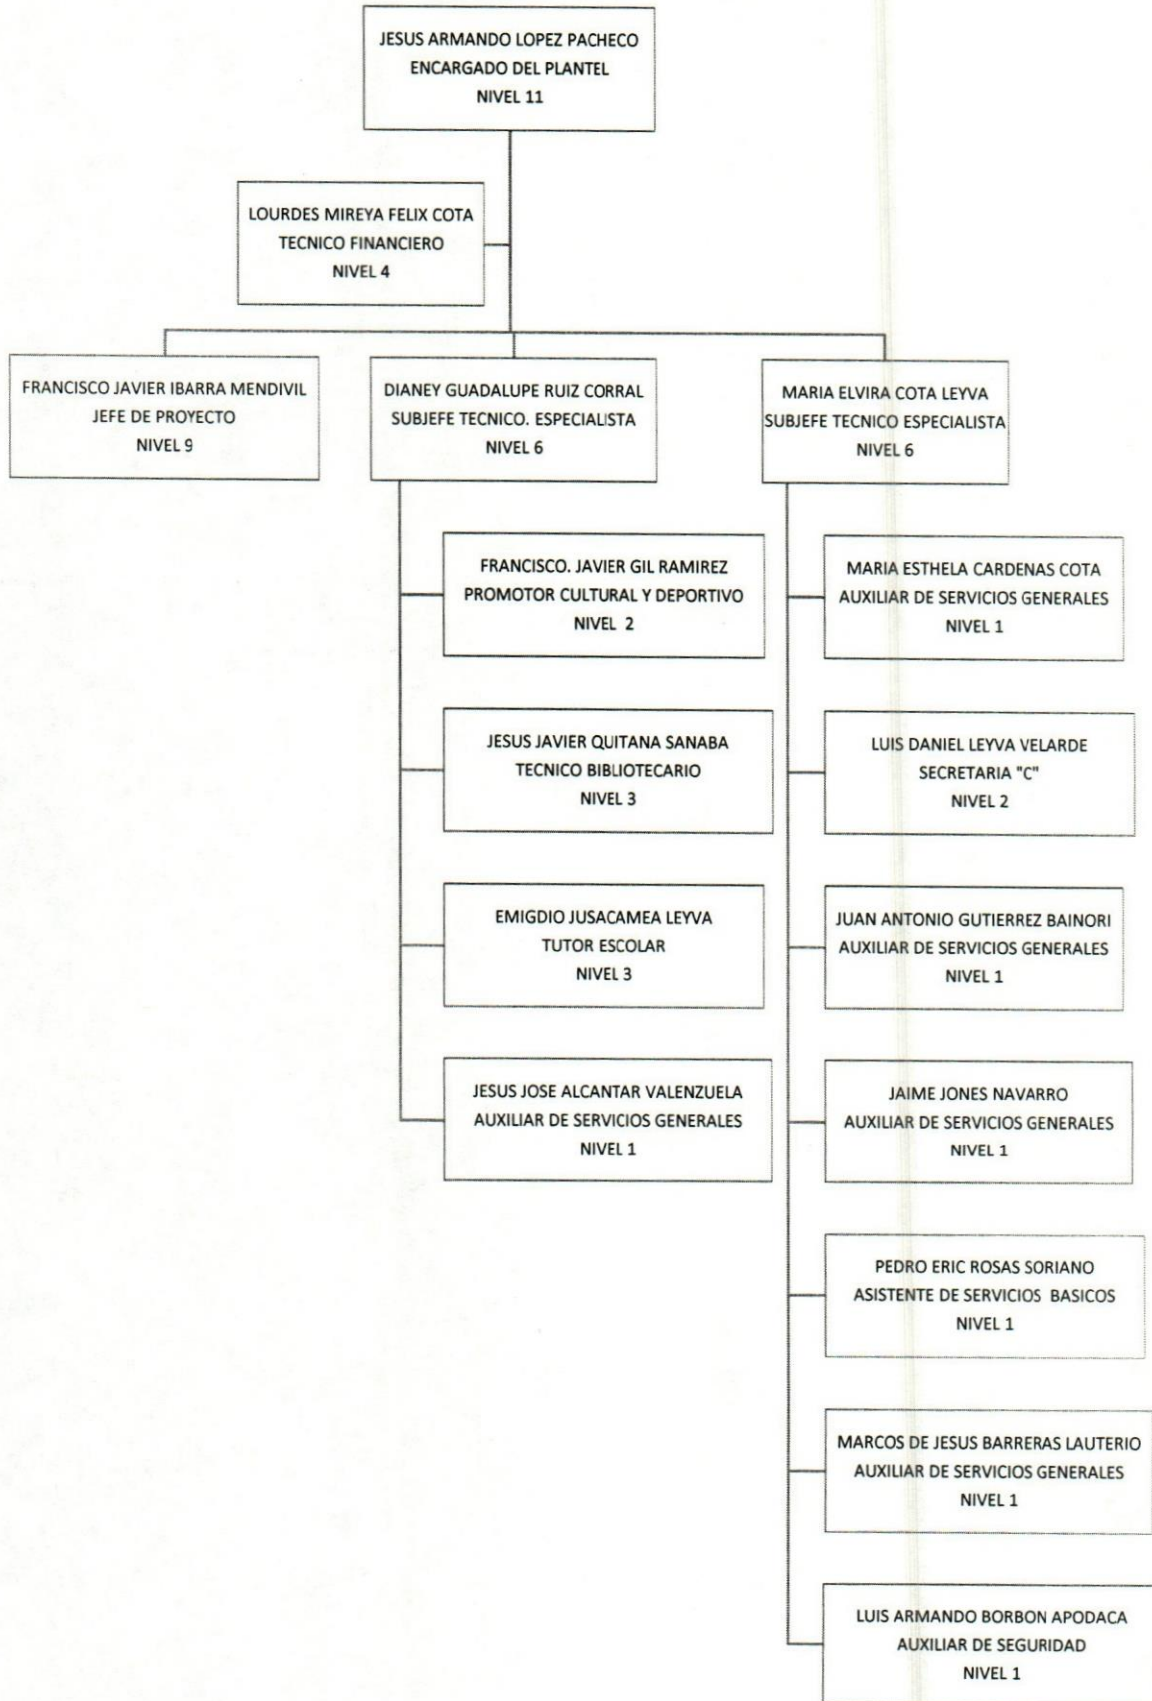 JESUS ARMANDO LOPEZ PACHECO
ENCARGADO DEL PLANTEL
NIVEL 11
LOURDES MIREYA FELIX COTA
TECNICO FINANCIERO
NIVEL 4
FRANCISCO JAVIER IBARRA MENDIVIL
JEFE DE PROYECTO
NIVEL 9
DIANEY GUADALUPE RUIZ CORRAL
SUBJEFE TECNICO. ESPECIALISTA
NIVEL 6
MARIA ELVIRA COTA LEYVA
SUBJEFE TECNICO ESPECIALISTA
NIVEL 6
FRANCISCO. JAVIER GIL RAMIREZ
PROMOTOR CULTURAL Y DEPORTIVO
NIVEL 2
JESUS JAVIER QUITANA SANABA
TECNICO BIBLIOTECARIO
NIVEL 3
EMIGDIO JUSACAMEA LEYVA
TUTOR ESCOLAR
NIVEL 3
JESUS JOSE ALCANTAR VALENZUELA
AUXILIAR DE SERVICIOS GENERALES
NIVEL 1
MARIA ESTHELA CARDENAS COTA
AUXILIAR DE SERVICIOS GENERALES
NIVEL 1
LUIS DANIEL LEYVA VELARDE
SECRETARIA "C"
NIVEL 2
JUAN ANTONIO GUTIERREZ BAINORI
AUXILIAR DE SERVICIOS GENERALES
NIVEL 1
JAIME JONES NAVARRO
AUXILIAR DE SERVICIOS GENERALES
NIVEL 1
PEDRO ERIC ROSAS SORIANO
ASISTENTE DE SERVICIOS BASICOS
NIVEL 1
MARCOS DE JESUS BARRERAS LAUTERIO
AUXILIAR DE SERVICIOS GENERALES
NIVEL 1
LUIS ARMANDO BORBON APODACA
AUXILIAR DE SEGURIDAD
NIVEL 1